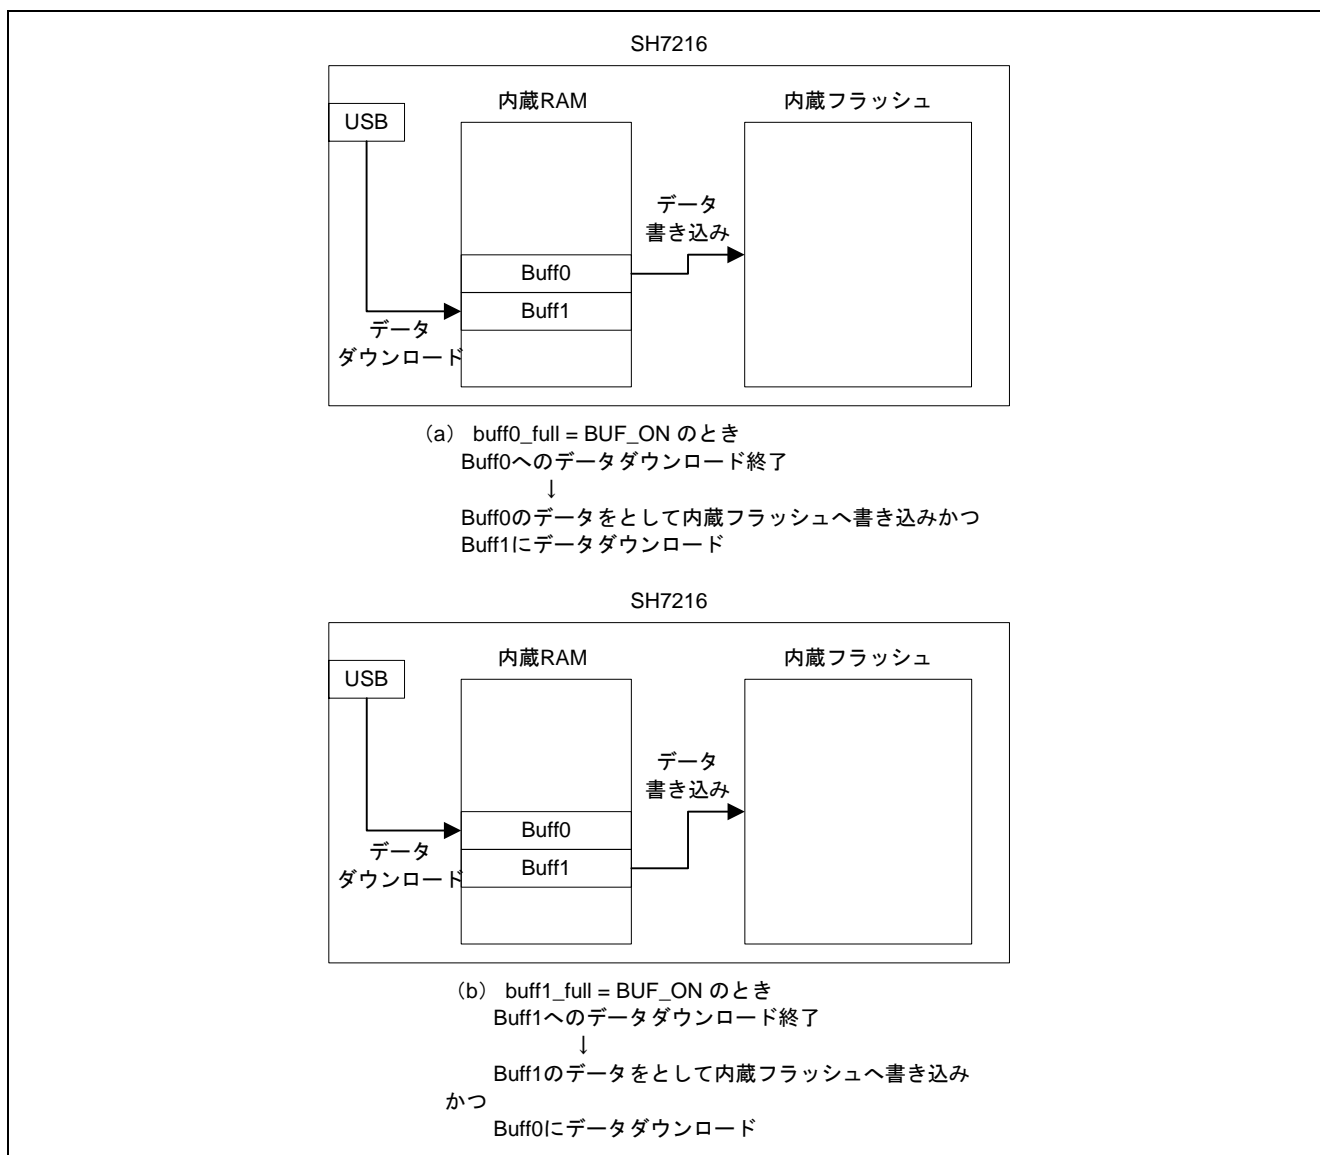 SH7216
内蔵RAM
内蔵フラッシュ
USB
データ
書き込み
Buff0
Buff1
データ
ダウンロード
（a） buff0_full = BUF_ON のとき
Buff0へのデータダウンロード終了
↓
Buff0のデータをとして内蔵フラッシュへ書き込みかつ
Buff1にデータダウンロード
SH7216
内蔵RAM
内蔵フラッシュ
USB
データ
書き込み
Buff0
データ
Buff1
ダウンロード
（b） buff1_full = BUF_ON のとき
Buff1へのデータダウンロード終了
↓
Buff1のデータをとして内蔵フラッシュへ書き込み
かつ
Buff0にデータダウンロード